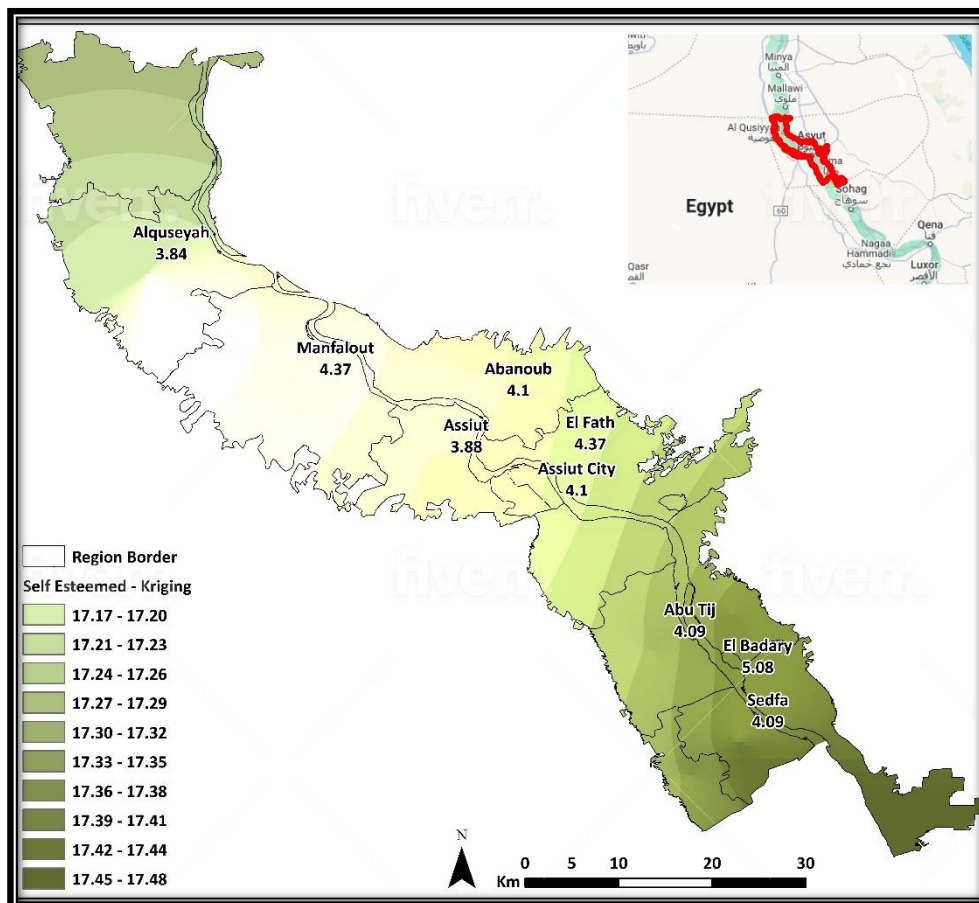 Alquseyah
3.84
Manfalout
4.37
Abanoub
4.1
Assiut
3.88
El Fath
4.37
Assiut City
4.1
Abu Tij
4.09
El Badary
5.08
Sedfa
4.09
Minya
المنيا
Mallawi
ملوي
Al Qusiyy
Asyut
Sohag
سوهاج
Egypt
60
Qena
قنا
Nagaa
Hammadi
نجع حمادي
Luxor
الأقصر
Qasr
fiverr.
fiverr.
fiverr.
fiverr.
Region Border
Self Esteemed - Kriging
17.17 - 17.20
17.21 - 17.23
17.24 - 17.26
17.27 - 17.29
17.30 - 17.32
17.33 - 17.35
17.36 - 17.38
17.39 - 17.41
17.42 - 17.44
17.45 - 17.48
N
0 5 10 20 30
Km